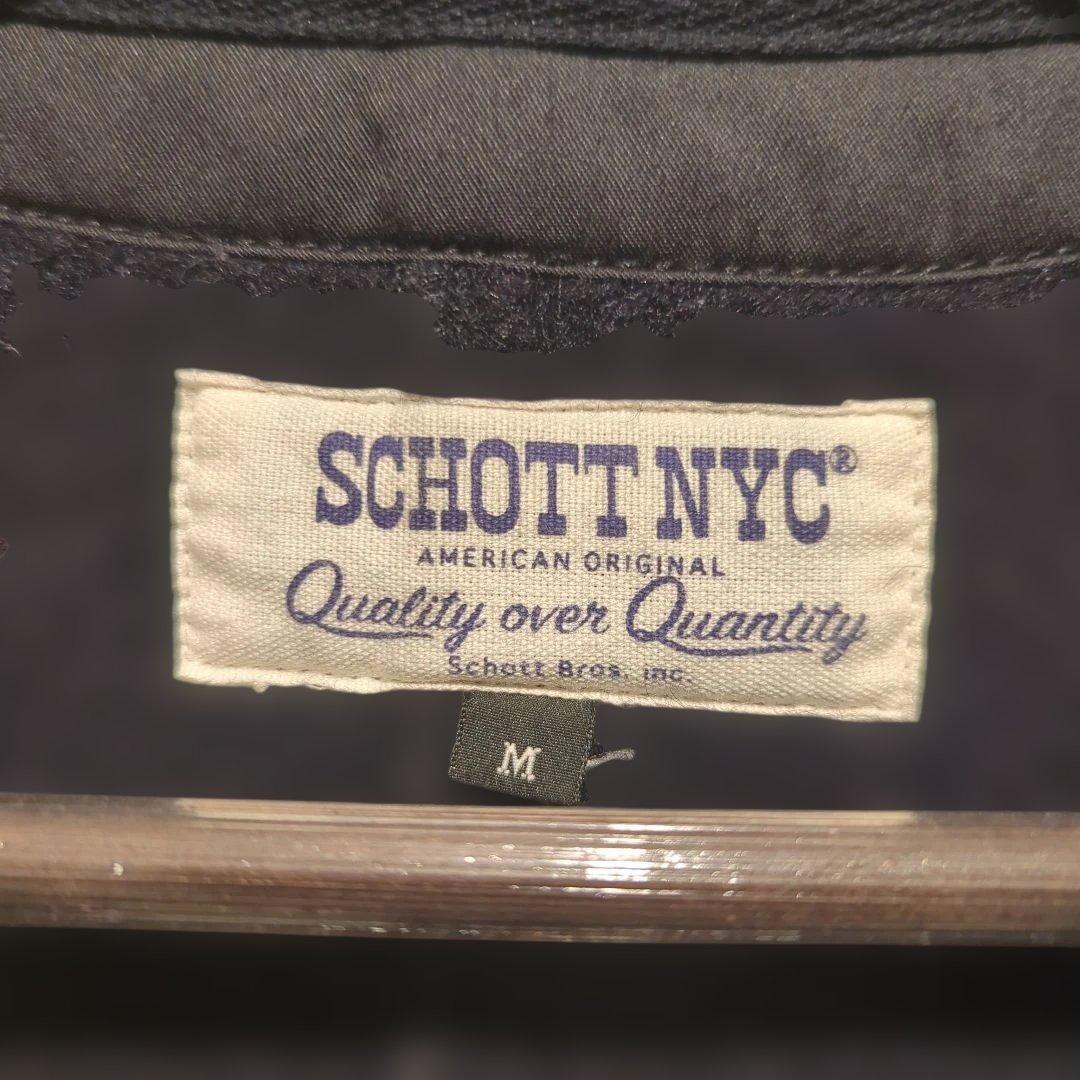 SCHOTT NYC®
AMERICAN ORIGINAL
Quality over Quantity
Schott Bros. inc.
M